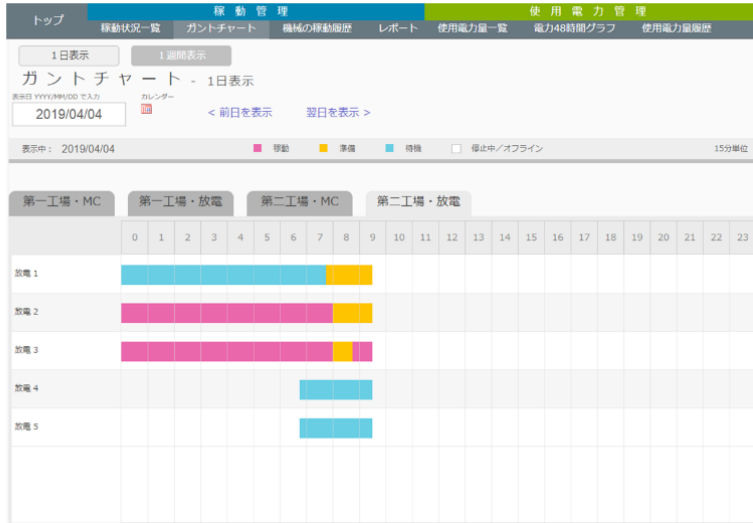 トップ
稼 動 管 理
使 用 電 力 管 理
稼動状況一覧 ガントチャート 機械の稼動履歴 レポート 使用電力量一覧 電力48時間グラフ 使用電力量履歴
1日表示 1週間表示
ガントチャート - 1日表示
表示日 YYYY/MM/DD で入力 カレンダー
2019/04/04 < 前日を表示 翌日を表示 >
表示中: 2019/04/04 稼動 準備 待機 停止中/オフライン 15分単位
第一工場・MC 第一工場・放電 第二工場・MC 第二工場・放電
0 1 2 3 4 5 6 7 8 9 10 11 12 13 14 15 16 17 18 19 20 21 22 23
放電 1
放電 2
放電 3
放電 4
放電 5